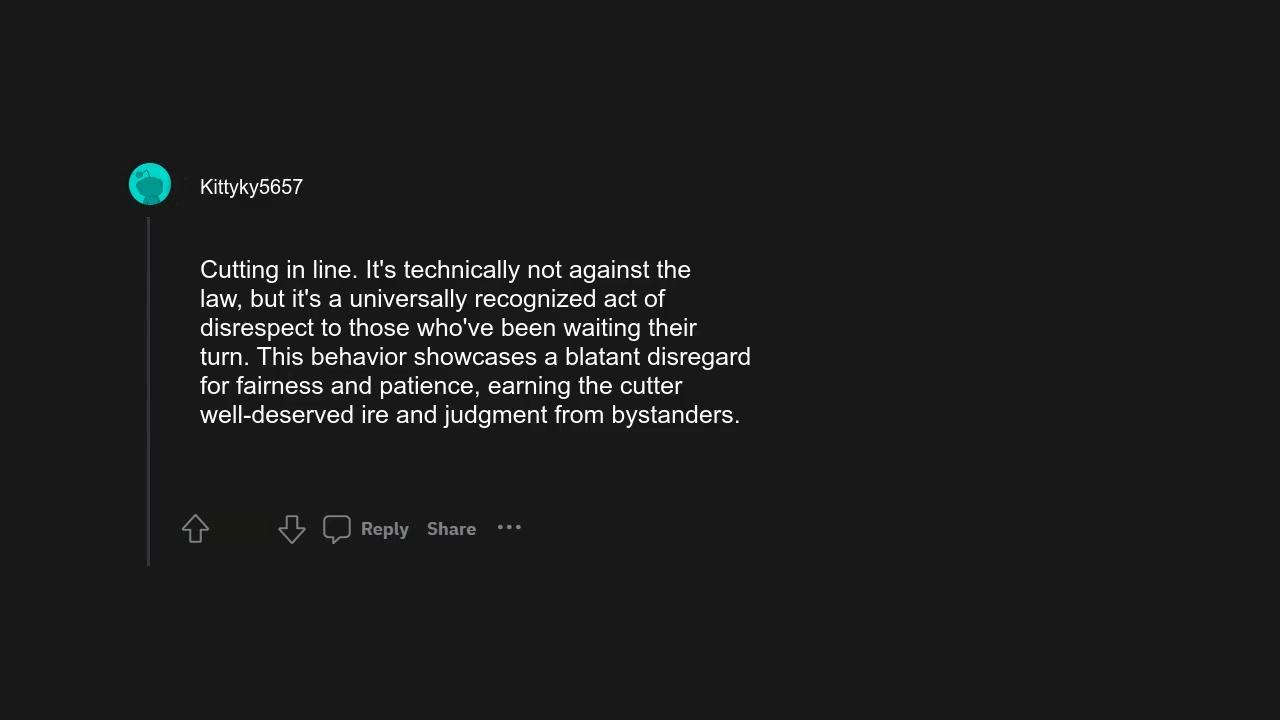 Kittyky5657
Cutting in line. It's technically not against the
law, but it's a universally recognized act of
disrespect to those who've been waiting their
turn. This behavior showcases a blatant disregard
for fairness and patience, earning the cutter
well-deserved ire and judgment from bystanders.
Reply Share